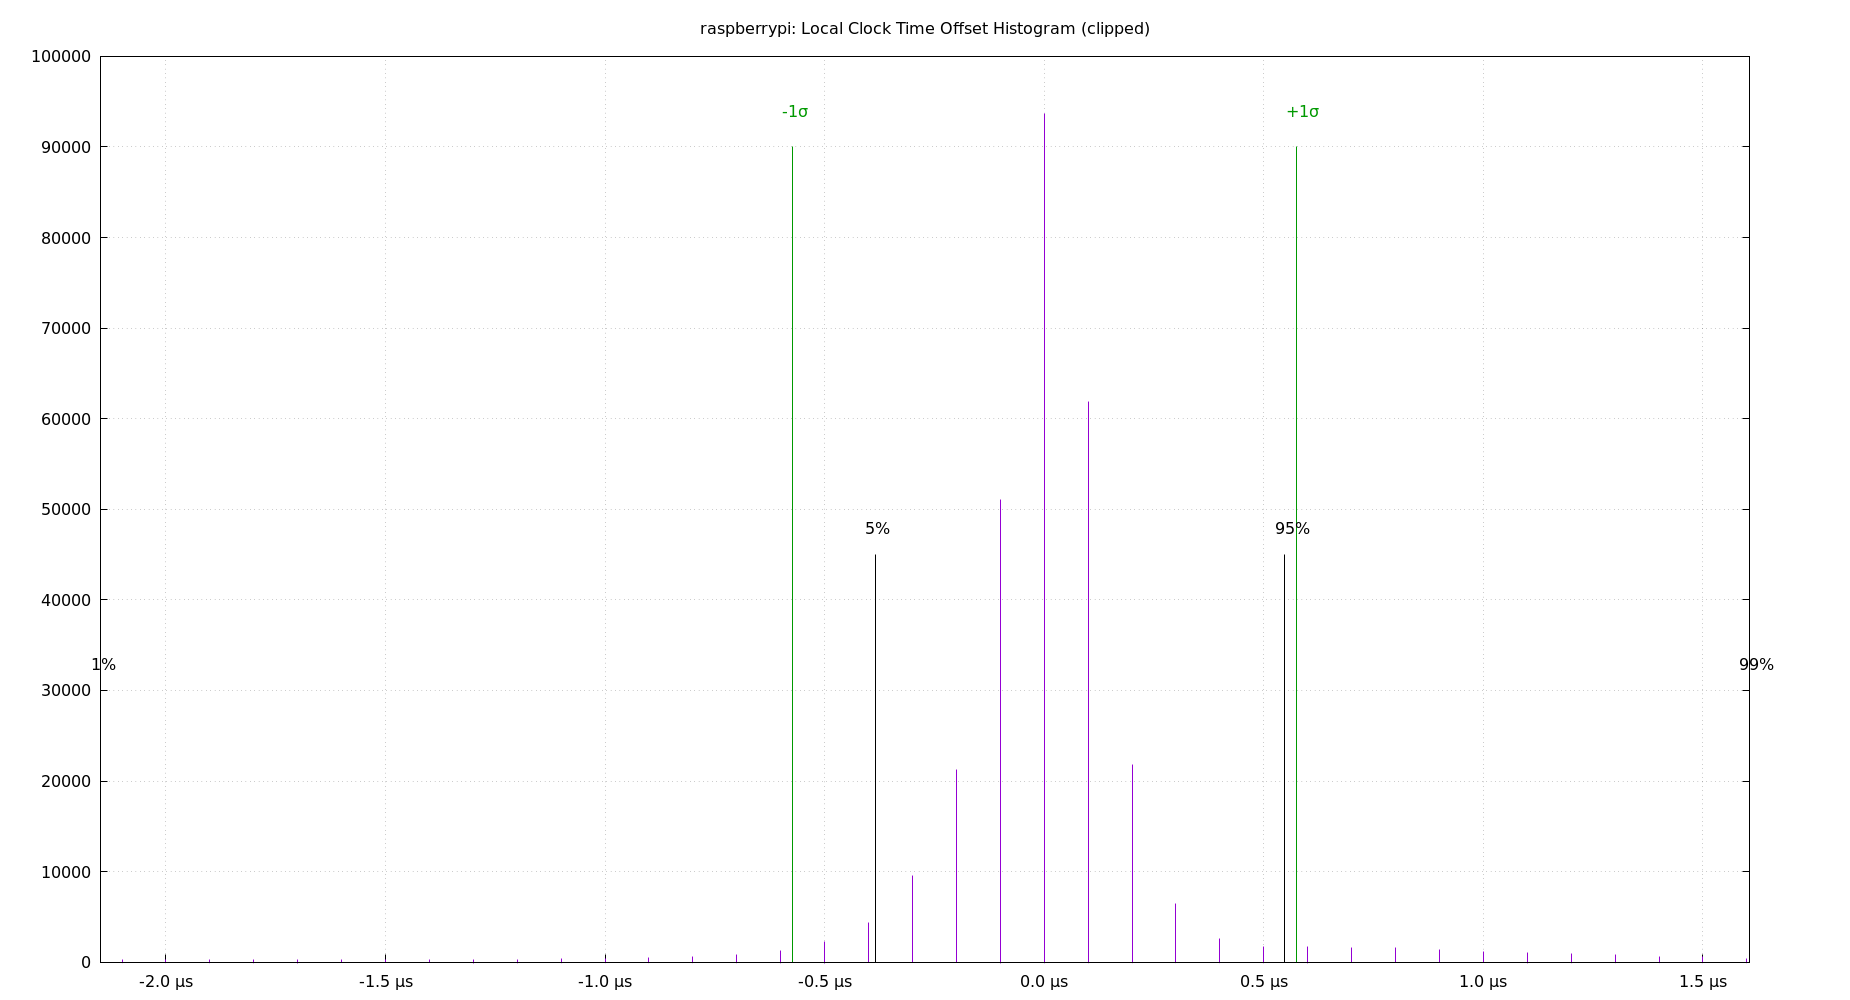 raspberrypi: Local Clock Time Offset Histogram (clipped)
100000
-1σ
+1σ
90000
80000
70000
60000
50000
5%
95%
40000
1%
99%
30000
20000
10000
0
-2.0 µs
-1.5 µs
-1.0 µs
-0.5 µs
0.0 µs
0.5 µs
1.0 µs
1.5 µs